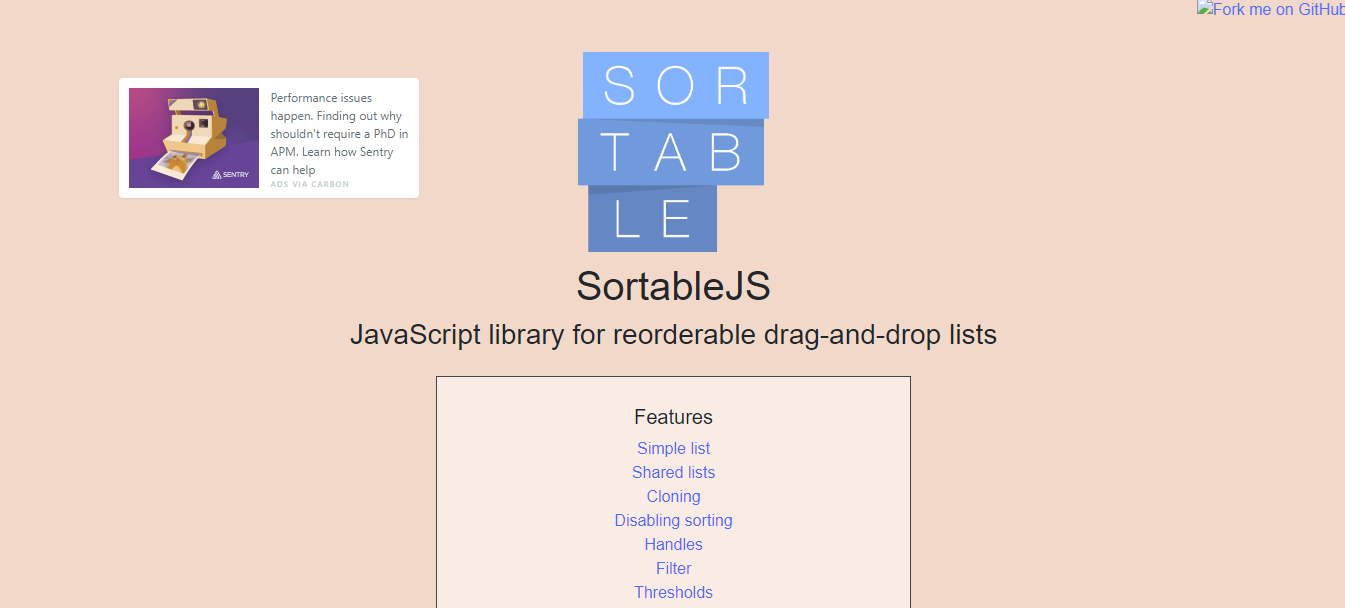 Fork me on GitHub
Performance issues
happen. Finding out why
shouldn't require a PhD in
APM. Learn how Sentry
can help
ADS VIA CARBON
SENTRY
SOR
TAB
LE
SortableJS
JavaScript library for reorderable drag-and-drop lists
Features
Simple list
Shared lists
Cloning
Disabling sorting
Handles
Filter
Thresholds